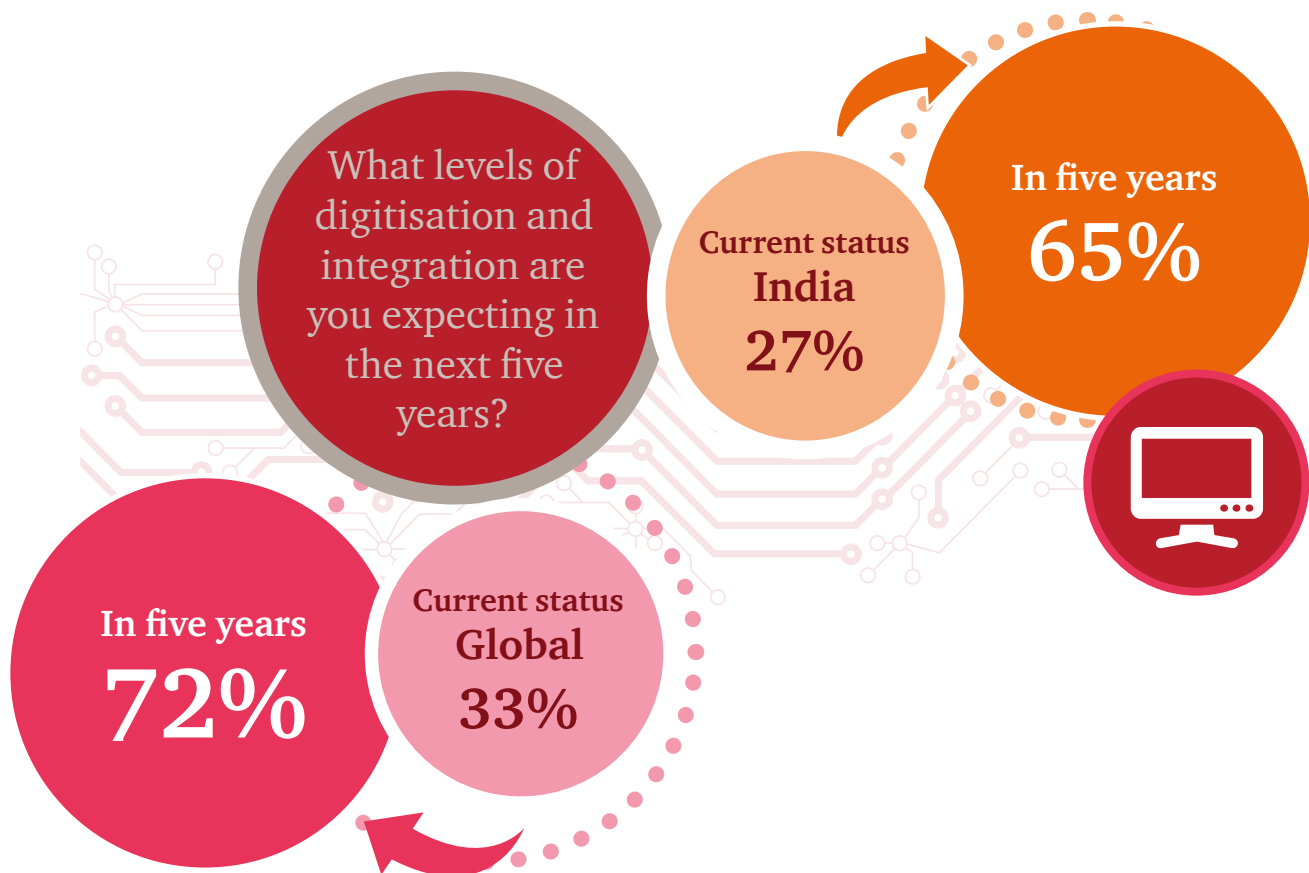 What levels of
digitisation and
integration are
you expecting in
the next five
years?
Current status
India
27%
In five years
65%
In five years
72%
Current status
Global
33%